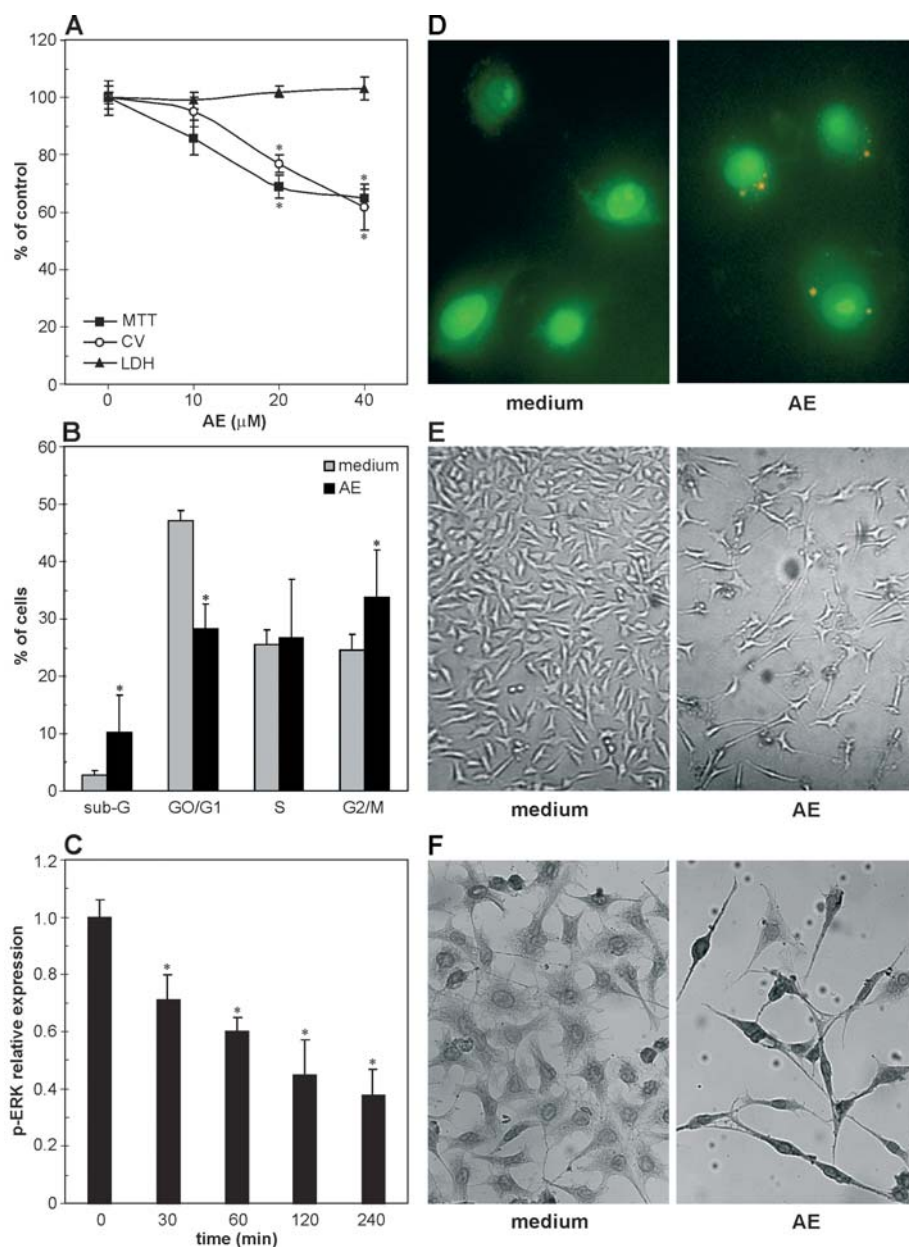 A
120
100
80
60
40
20
0
% of control
*
*
*
*
MTT
CV
LDH
0 10 20 40
AE (μM)
B
60
50
40
30
20
10
0
% of cells
medium
AE
*
*
*
sub-G GO/G1 S G2/M
C
1.2
1.0
0.8
0.6
0.4
0.2
0
p-ERK relative expression
*
*
*
*
0 30 60 120 240
time (min)
D
medium AE
E
medium AE
F
medium AE